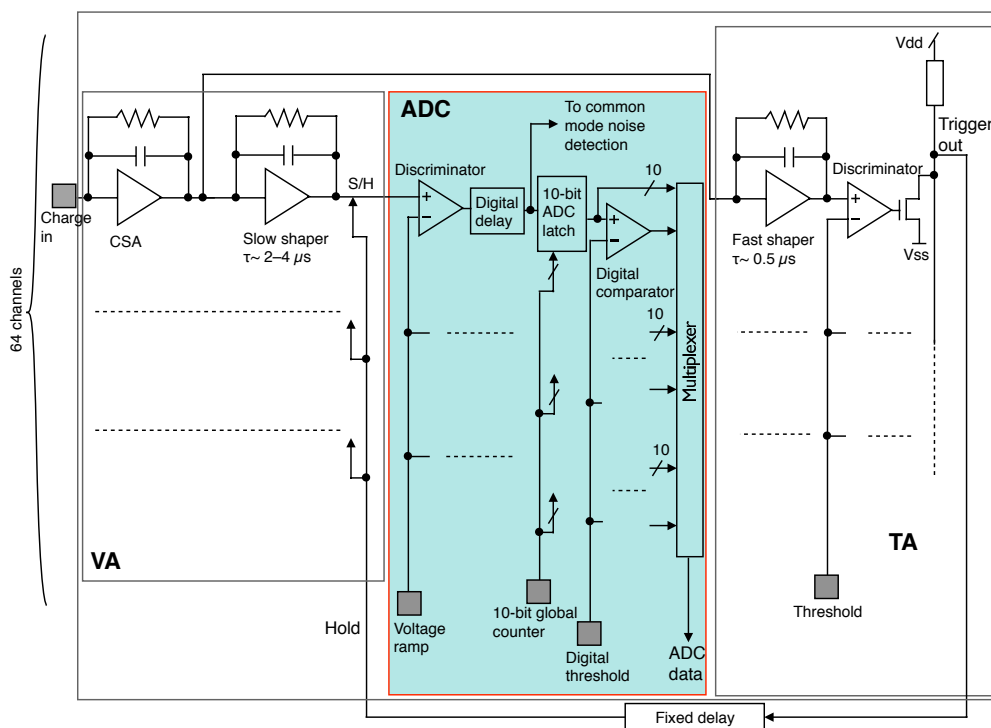 64 channels
Charge
in
CSA
Slow shaper
τ~ 2–4 µs
S/H
VA
Hold
ADC
To common
mode noise
detection
Discriminator
+
−
Digital
delay
10-bit
ADC
latch
+
−
Digital
comparator
10
10
10
Multiplexer
Voltage
ramp
10-bit global
counter
Digital
threshold
ADC
data
Fast shaper
τ~ 0.5 µs
Discriminator
+
−
Vdd
Trigger
out
Vss
TA
Threshold
Fixed delay